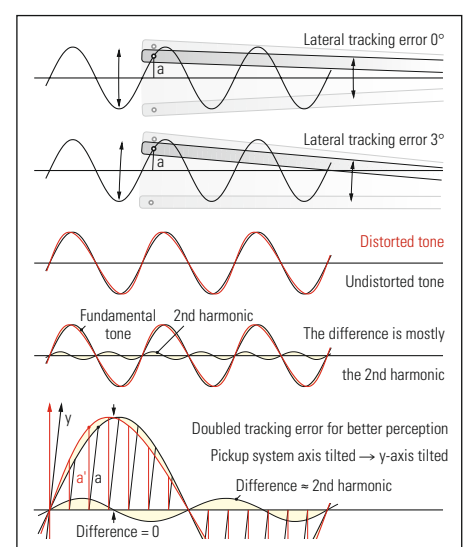 Lateral tracking error 0°
a
Lateral tracking error 3°
a
Distorted tone
Undistorted tone
Fundamental
tone
2nd harmonic
The difference is mostly
the 2nd harmonic
y
Doubled tracking error for better perception
Pickup system axis tilted → y-axis tilted
a' a
Difference ≈ 2nd harmonic
Difference = 0